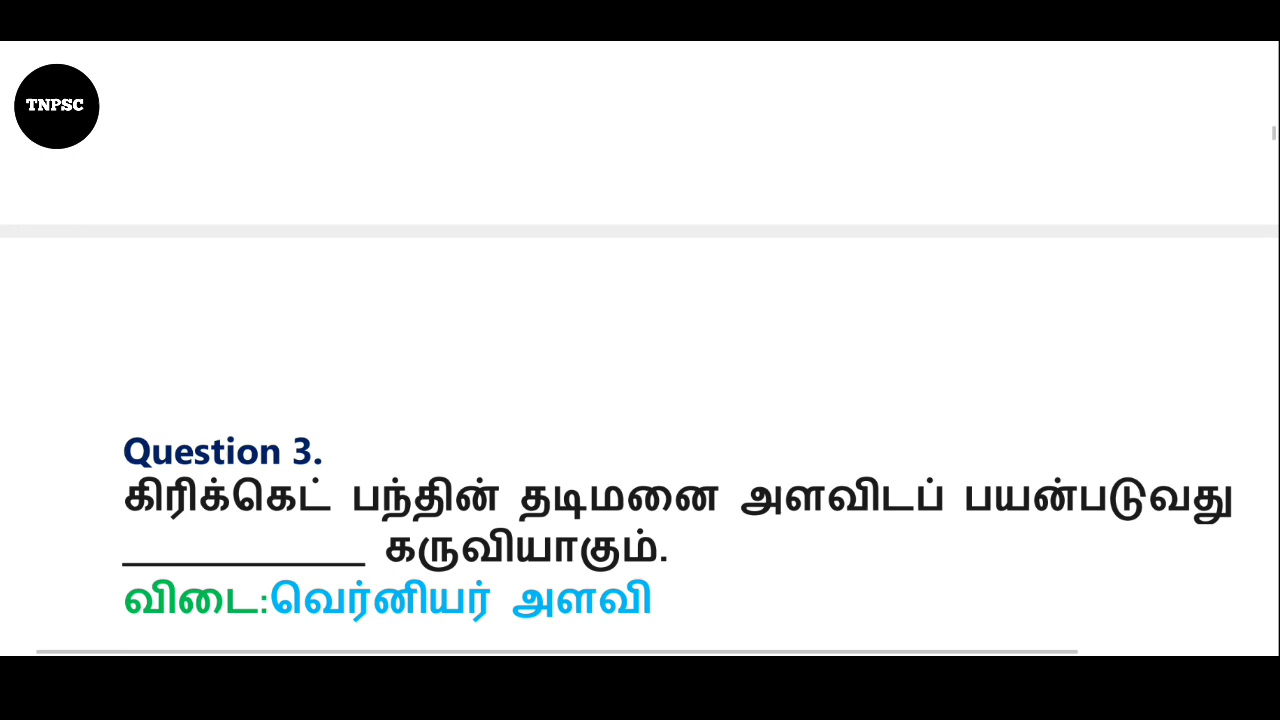 TNPSC
Question 3.
கிரிக்கெட் பந்தின் தடிமனை அளவிடப் பயன்படுவது
____________ கருவியாகும்.
விடை:வெர்னியர் அளவி